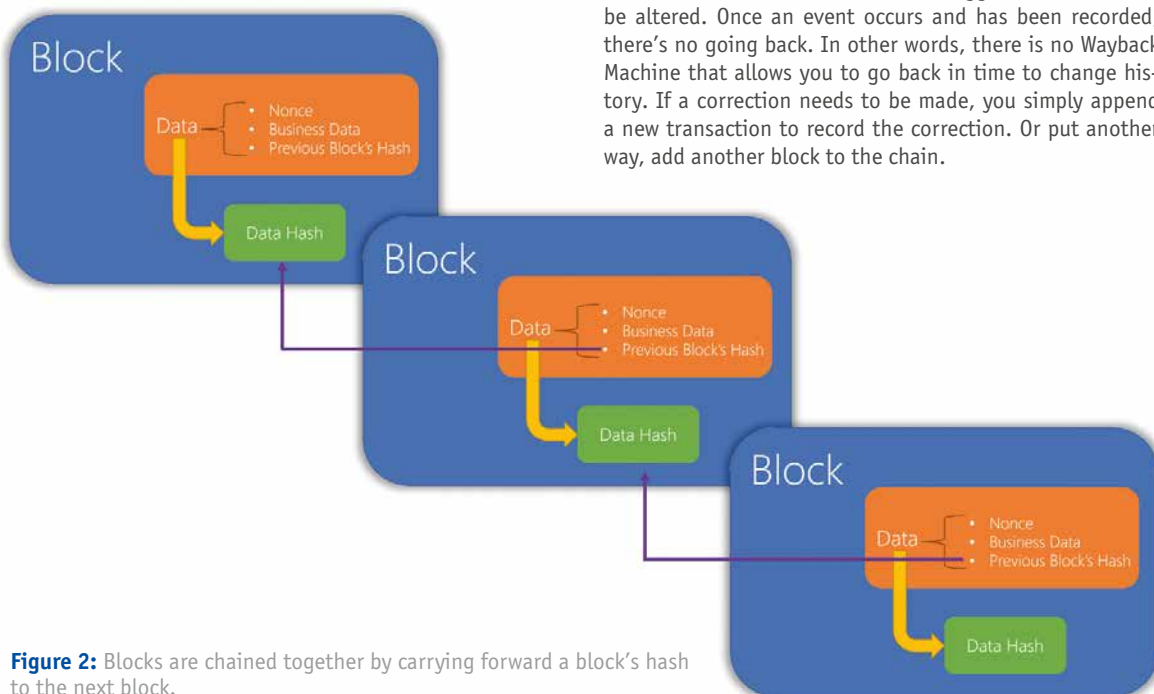 be altered. Once an event occurs and has been recorded
there's no going back. In other words, there is no Wayback
Machine that allows you to go back in time to change his-
tory. If a correction needs to be made, you simply append
a new transaction to record the correction. Or put another
way, add another block to the chain.
Block
Data
• Nonce
• Business Data
• Previous Block's Hash
Data Hash
Block
Data
• Nonce
• Business Data
• Previous Block's Hash
Data Hash
Block
Data
• Nonce
• Business Data
• Previous Block's Hash
Data Hash
Figure 2: Blocks are chained together by carrying forward a block's hash
to the next block.